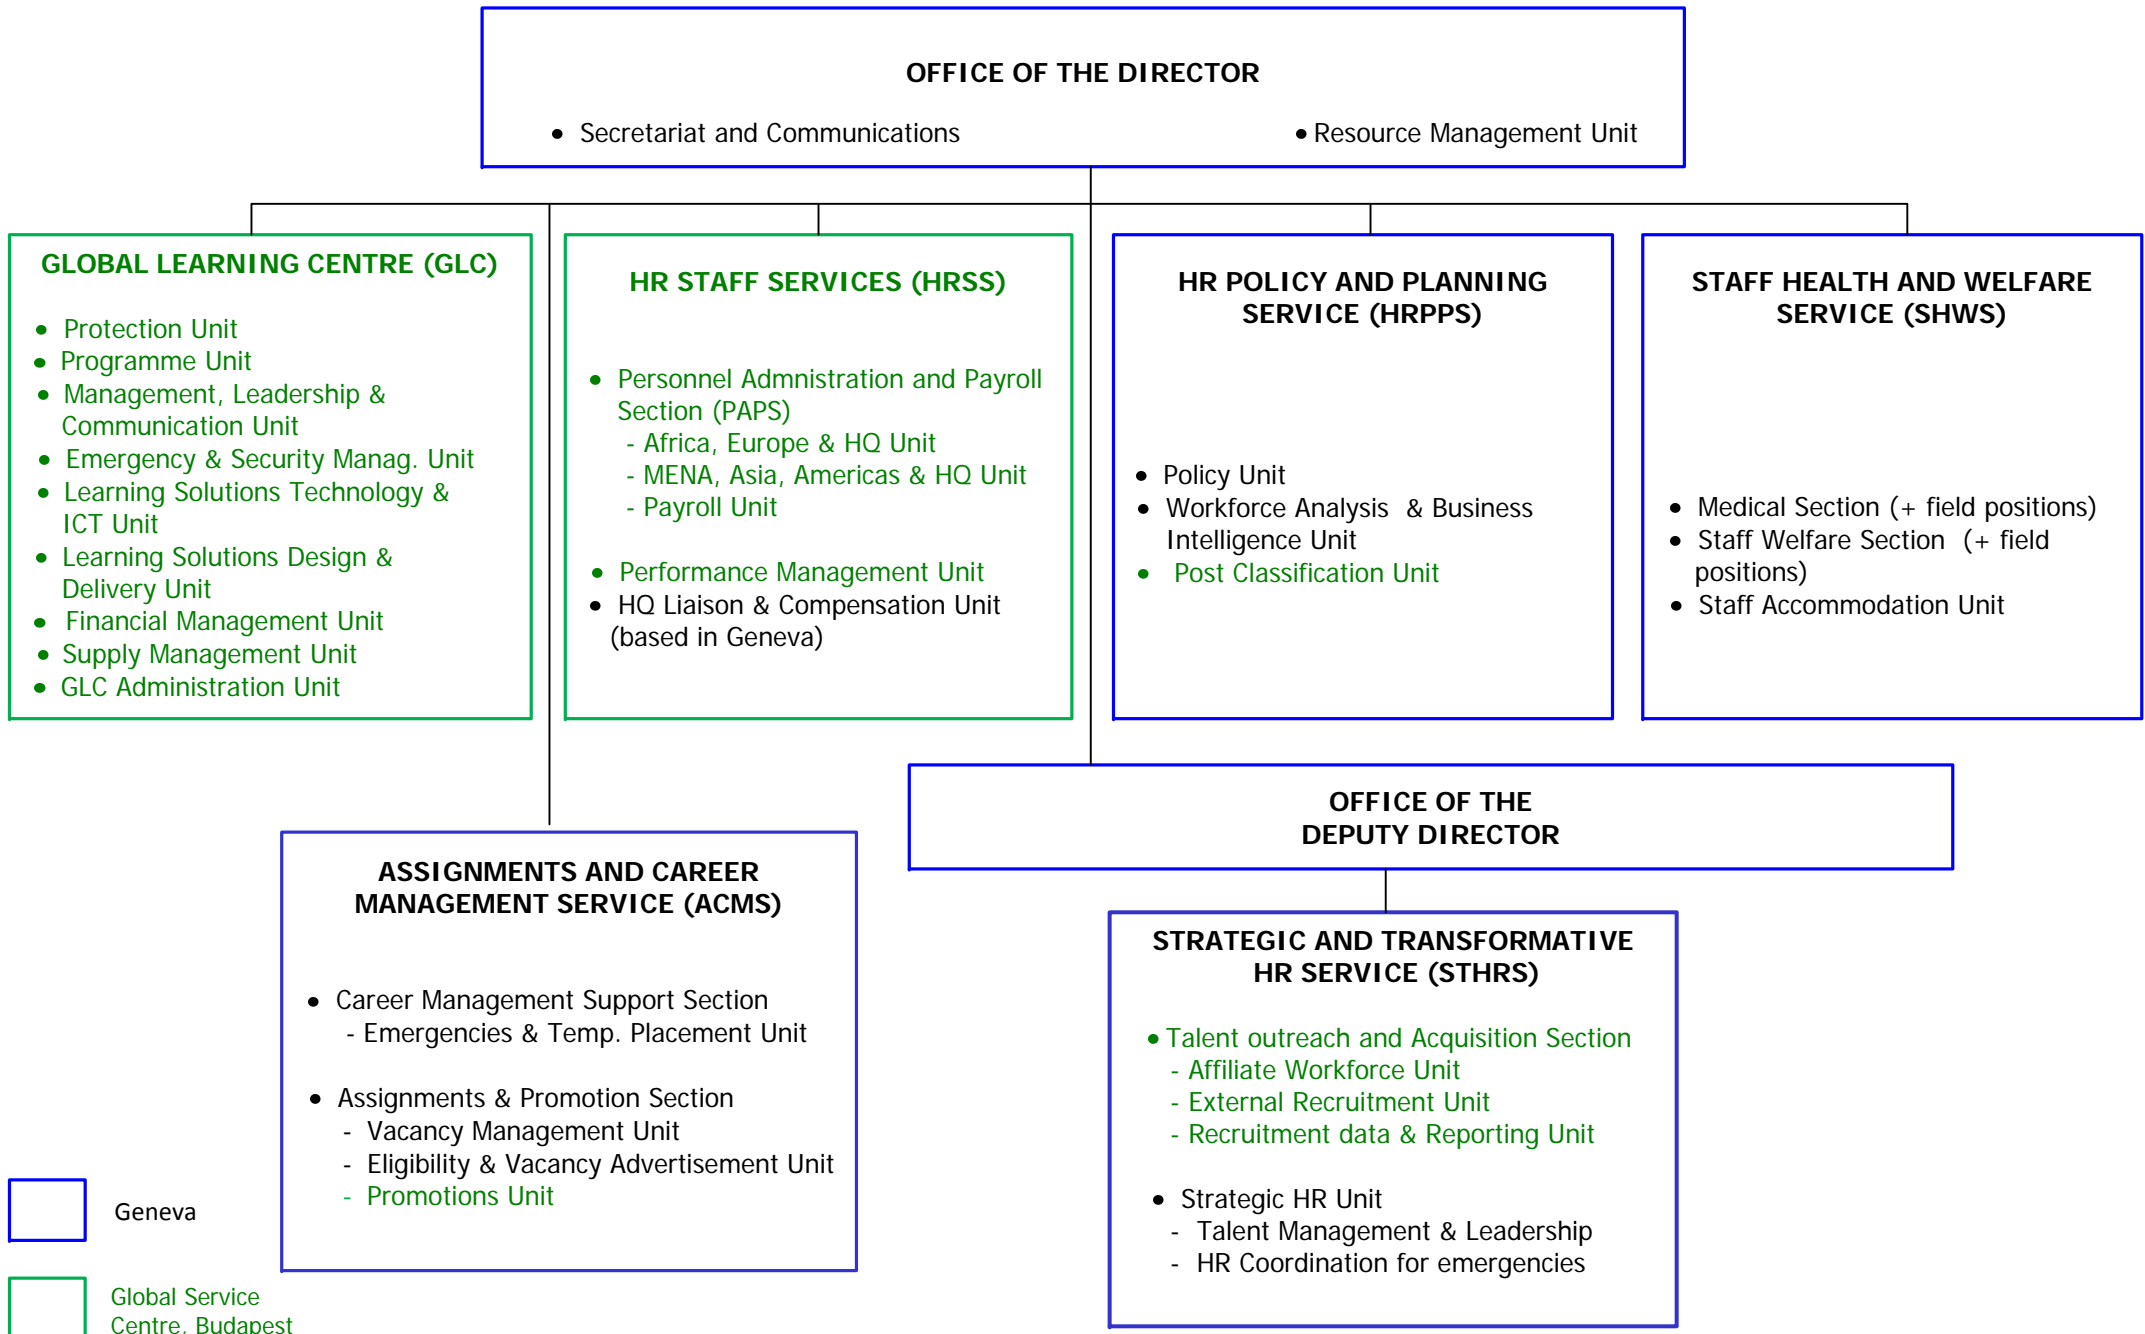 OFFICE OF THE DIRECTOR
• Secretariat and Communications
• Resource Management Unit
GLOBAL LEARNING CENTRE (GLC)
• Protection Unit
• Programme Unit
• Management, Leadership &
Communication Unit
• Emergency & Security Manag. Unit
• Learning Solutions Technology &
ICT Unit
• Learning Solutions Design &
Delivery Unit
• Financial Management Unit
• Supply Management Unit
• GLC Administration Unit
HR STAFF SERVICES (HRSS)
• Personnel Admnistration and Payroll
Section (PAPS)
- Africa, Europe & HQ Unit
- MENA, Asia, Americas & HQ Unit
- Payroll Unit
• Performance Management Unit
• HQ Liaison & Compensation Unit
(based in Geneva)
HR POLICY AND PLANNING
SERVICE (HRPPS)
• Policy Unit
• Workforce Analysis & Business
Intelligence Unit
• Post Classification Unit
STAFF HEALTH AND WELFARE
SERVICE (SHWS)
• Medical Section (+ field positions)
• Staff Welfare Section (+ field
positions)
• Staff Accommodation Unit
OFFICE OF THE
DEPUTY DIRECTOR
ASSIGNMENTS AND CAREER
MANAGEMENT SERVICE (ACMS)
• Career Management Support Section
- Emergencies & Temp. Placement Unit
• Assignments & Promotion Section
- Vacancy Management Unit
- Eligibility & Vacancy Advertisement Unit
- Promotions Unit
STRATEGIC AND TRANSFORMATIVE
HR SERVICE (STHRS)
• Talent outreach and Acquisition Section
- Affiliate Workforce Unit
- External Recruitment Unit
- Recruitment data & Reporting Unit
• Strategic HR Unit
- Talent Management & Leadership
- HR Coordination for emergencies
Geneva
Global Service
Centre, Budapest